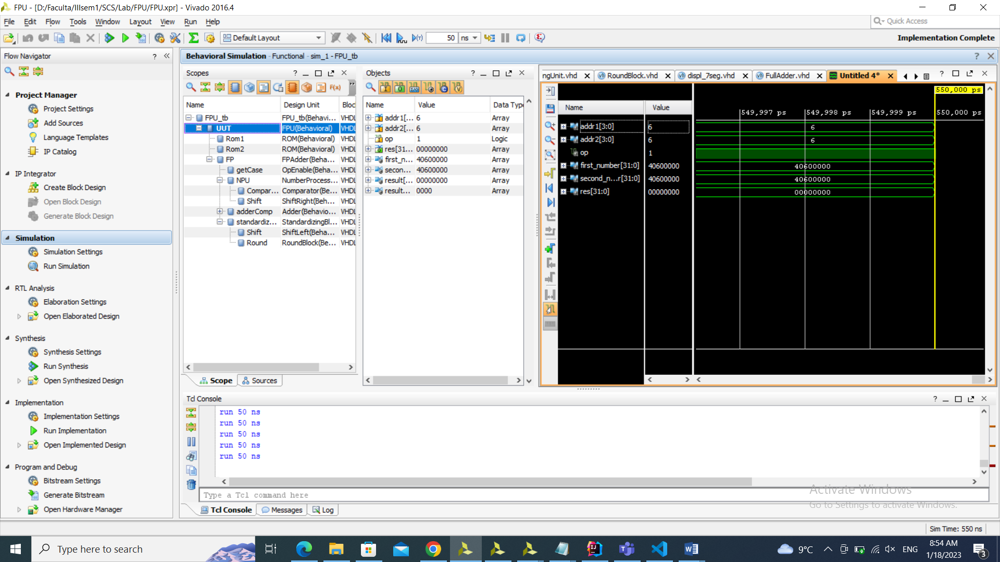 FPU - [D:/Faculta/IIIsem1/SCS/Lab/FPU/FPU.xpr] - Vivado 2016.4
File Edit Flow Tools Window Layout View Run Help
Quick Access
Default Layout
50 ns
Implementation Complete
Flow Navigator
Project Manager
Project Settings
Add Sources
Language Templates
IP Catalog
IP Integrator
Create Block Design
Open Block Design
Generate Block Design
Simulation
Simulation Settings
Run Simulation
RTL Analysis
Elaboration Settings
Open Elaborated Design
Synthesis
Synthesis Settings
Run Synthesis
Open Synthesized Design
Implementation
Implementation Settings
Run Implementation
Open Implemented Design
Program and Debug
Bitstream Settings
Generate Bitstream
Open Hardware Manager
Behavioral Simulation - Functional - sim_1 - FPU_tb
Scopes
F(x)
Name Design Unit Bloc
FPU_tb FPU_tb(Behavi... VHDL
UUT FPU(Behavioral) VHDL
Rom1 ROM(Behavioral) VHDL
Rom2 ROM(Behavioral) VHDL
FP FPAdder(Beha... VHDL
getCase OpEnable(Beha... VHDL
NPU NumberProcess... VHDL
Compar... Comparator(Be... VHDL
Shift ShiftRight(Beh... VHDL
adderComp Adder(Behavio... VHDL
standardiz... StandardizingBl... VHDL
Shift ShiftLeft(Beha... VHDL
Round RoundBlock(Be... VHDL
Scope Sources
Objects
Name Value Data Type
addr1[... 6 Array
addr2[... 6 Array
op 1 Logic
res[31... 00000000 Array
first_n... 40600000 Array
secon... 40600000 Array
result[... 00000000 Array
result... 0000 Array
ngUnit.vhd RoundBlock.vhd displ_7seg.vhd FullAdder.vhd Untitled 4*
550,000 ps
Name Value
549,997 ps 549,998 ps 549,999 ps 550,000 ps
addr1[3:0] 6 6
addr2[3:0] 6 6
op 1
first_number[31:0] 40600000 40600000
second_n...r[31:0] 40600000 40600000
res[31:0] 00000000 00000000
Tcl Console
run 50 ns
run 50 ns
run 50 ns
run 50 ns
run 50 ns
Type a Tcl command here
Tcl Console Messages Log
Activate Windows
Go to Settings to activate Windows.
Sim Time: 550 ns
Type here to search
9°C
ENG
8:54 AM
1/18/2023
3